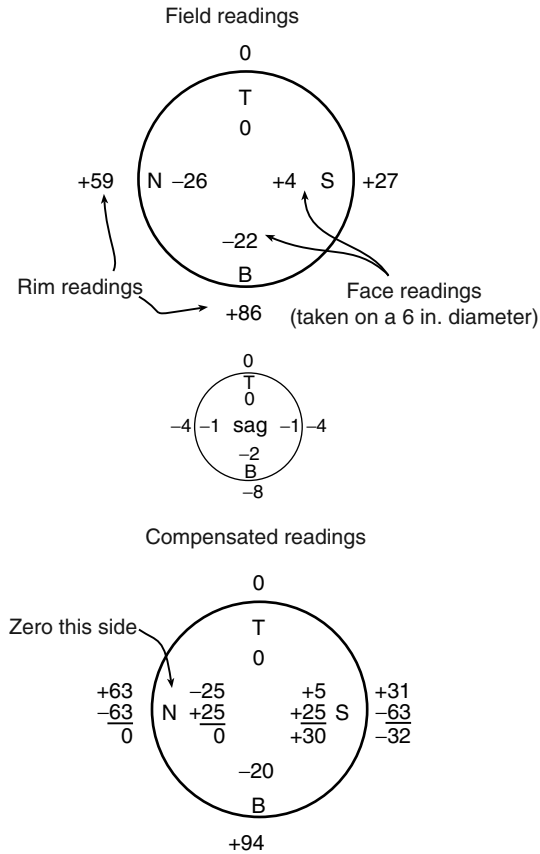 Field readings
0
T
0
+59 N −26 +4 S +27
−22
B
Rim readings
+86
Face readings
(taken on a 6 in. diameter)
0
T
0
−4 −1 sag −1 −4
−2
B
−8
Compensated readings
0
Zero this side
T
0
+63 −25 +5 +31
−63 N +25 +25 S −63
0 0 +30 −32
−20
B
+94